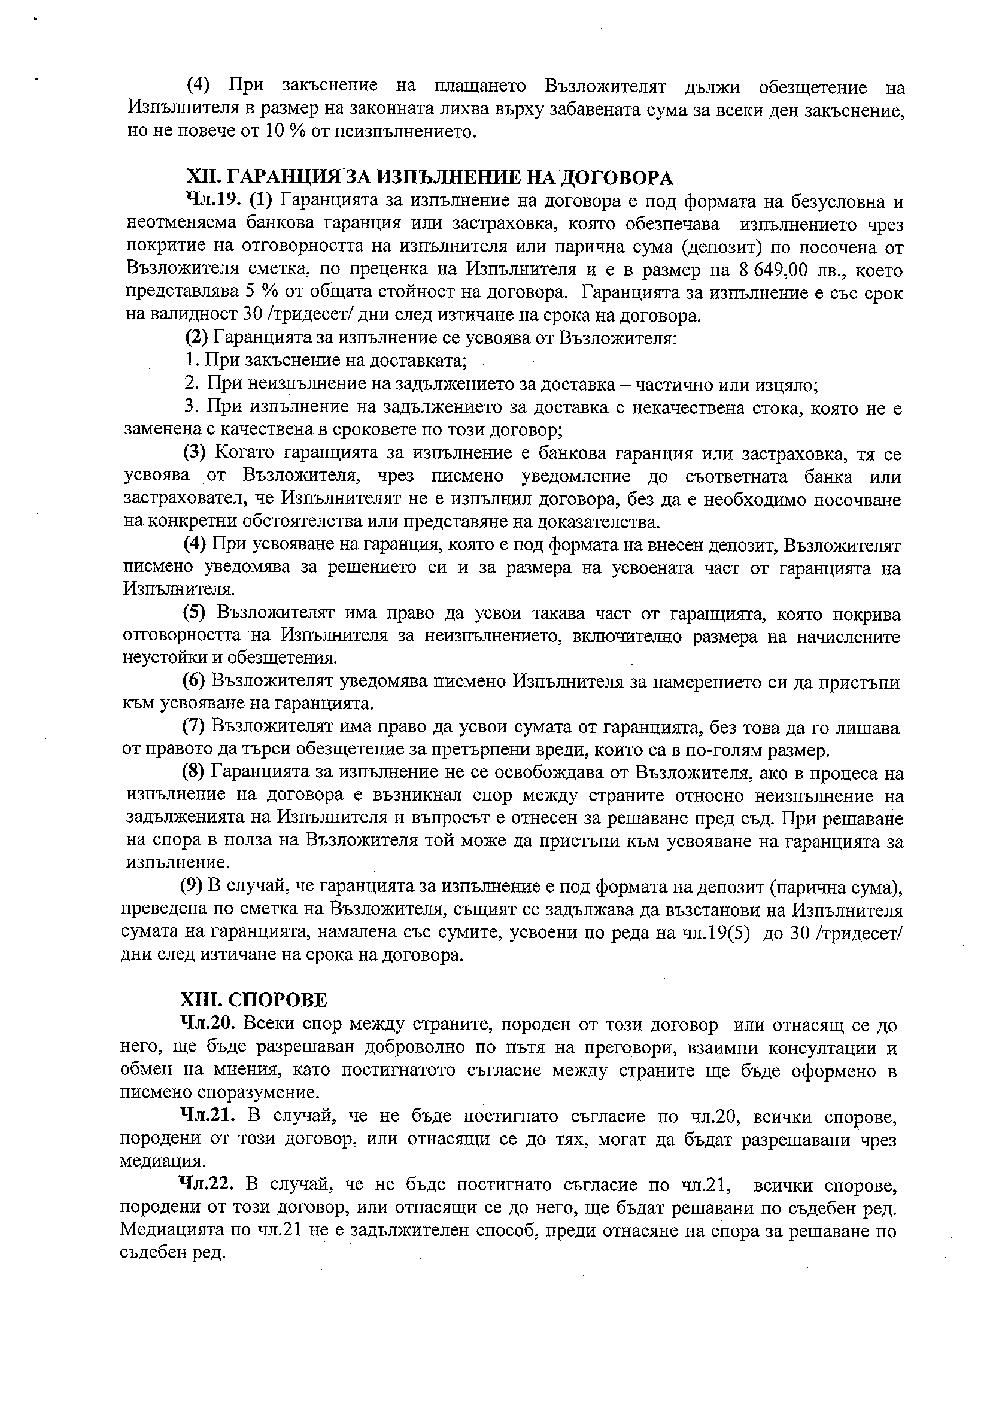 (4) При закъснение на плащането Възложителят дължи обезщетение на
Изпълнителя в размер на законната лихва върху забавената сума за всеки ден закъснение,
но не повече от 10 % от неизпълнението.
XII. ГАРАНЦИЯ ЗА ИЗПЪЛНЕНИЕ НА ДОГОВОРА
Чл.19. (1) Гаранцията за изпълнение на договора е под формата на безусловна и
неотменяема банкова гаранция или застраховка, която обезпечава изпълнението чрез
покритие на отговорността на изпълнителя или парична сума (депозит) по посочена от
Възложителя сметка, по преценка на Изпълнителя и е в размер на 8 649,00 лв., което
представлява 5 % от общата стойност на договора. Гаранцията за изпълнение е със срок
на валидност 30 /тридесет/ дни след изтичане на срока на договора.
(2) Гаранцията за изпълнение се усвоява от Възложителя:
1. При закъснение на доставката;
2. При неизпълнение на задължението за доставка – частично или изцяло;
3. При изпълнение на задължението за доставка с некачествена стока, която не е
заменена с качествена в сроковете по този договор;
(3) Когато гаранцията за изпълнение е банкова гаранция или застраховка, тя се
усвоява от Възложителя, чрез писмено уведомление до съответната банка или
застраховател, че Изпълнителят не е изпълнил договора, без да е необходимо посочване
на конкретни обстоятелства или представяне на доказателства.
(4) При усвояване на гаранция, която е под формата на внесен депозит, Възложителят
писмено уведомява за решението си и за размера на усвоената част от гаранцията на
Изпълнителя.
(5) Възложителят има право да усвои такава част от гаранцията, която покрива
отговорността на Изпълнителя за неизпълнението, включително размера на начислените
неустойки и обезщетения.
(6) Възложителят уведомява писмено Изпълнителя за намерението си да пристъпи
към усвояване на гаранцията.
(7) Възложителят има право да усвои сумата от гаранцията, без това да го лишава
от правото да търси обезщетение за претърпени вреди, които са в по-голям размер.
(8) Гаранцията за изпълнение не се освобождава от Възложителя, ако в процеса на
изпълнение на договора е възникнал спор между страните относно неизпълнение на
задълженията на Изпълнителя и въпросът е отнесен за решаване пред съд. При решаване
на спора в полза на Възложителя той може да пристъпи към усвояване на гаранцията за
изпълнение.
(9) В случай, че гаранцията за изпълнение е под формата на депозит (парична сума),
преведена по сметка на Възложителя, същият се задължава да възстанови на Изпълнителя
сумата на гаранцията, намалена със сумите, усвоени по реда на чл.19(5) до 30 /тридесет/
дни след изтичане на срока на договора.
XIII. СПОРОВЕ
Чл.20. Всеки спор между страните, породен от този договор или отнасящ се до
него, ще бъде разрешаван доброволно по пътя на преговори, взаимни консултации и
обмен на мнения, като постигнатото съгласие между страните ще бъде оформено в
писмено споразумение.
Чл.21. В случай, че не бъде постигнато съгласие по чл.20, всички спорове,
породени от този договор, или отнасящи се до тях, могат да бъдат разрешавани чрез
медиация.
Чл.22. В случай, че не бъде постигнато съгласие по чл.21, всички спорове,
породени от този договор, или отнасящи се до него, ще бъдат решавани по съдебен ред.
Медиацията по чл.21 не е задължителен способ, преди отнасяне на спора за решаване по
съдебен ред.